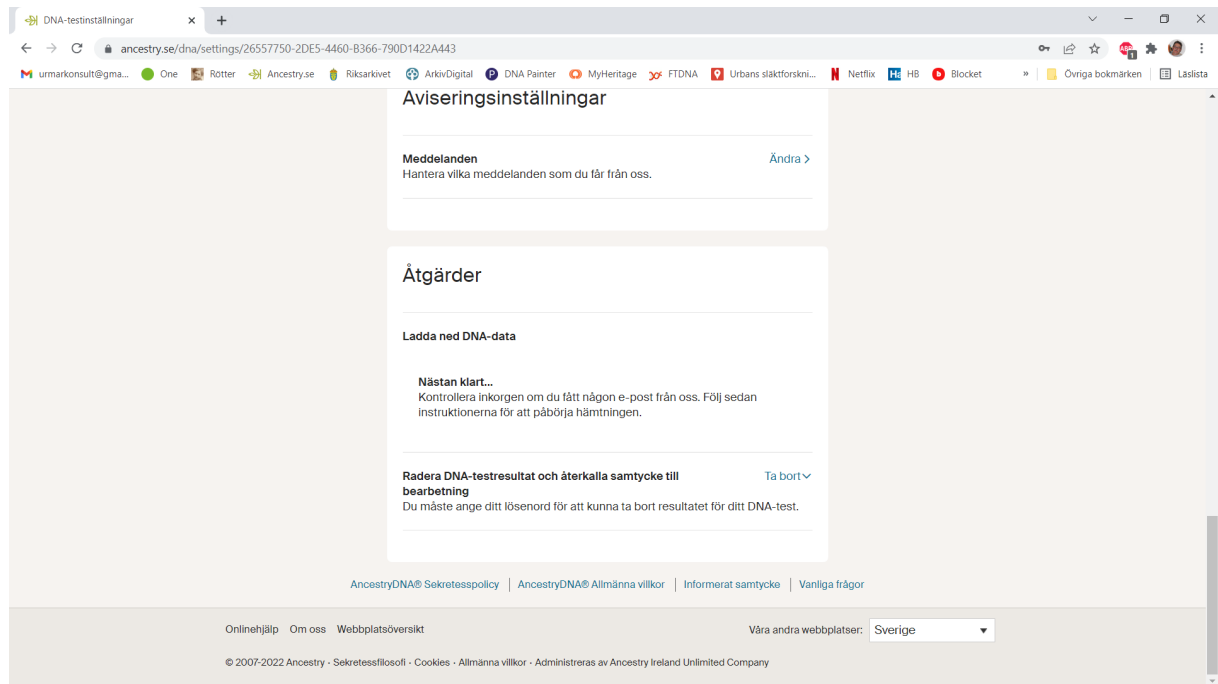 DNA-testinställningar
ancestry.se/dna/settings/26557750-2DE5-4460-B366-790D1422A443
urmarkonsult@gma... One Rötter Ancestry.se Riksarkivet ArkivDigital P DNA Painter MyHeritage FTDNA Urbans släktforskni... N Netflix Ha HB b Blocket » Övriga bokmärken Läslista
Aviseringsinställningar
Meddelanden Ändra >
Hantera vilka meddelanden som du får från oss.
Åtgärder
Ladda ned DNA-data
Nästan klart...
Kontrollera inkorgen om du fått någon e-post från oss. Följ sedan
instruktionerna för att påbörja hämtningen.
Radera DNA-testresultat och återkalla samtycke till Ta bort
bearbetning
Du måste ange ditt lösenord för att kunna ta bort resultatet för ditt DNA-test.
AncestryDNA® Sekretesspolicy | AncestryDNA® Allmänna villkor | Informerat samtycke | Vanliga frågor
Onlinehjälp Om oss Webbplatsöversikt Våra andra webbplatser: Sverige
© 2007-2022 Ancestry · Sekretessfilosofi · Cookies · Allmänna villkor · Administreras av Ancestry Ireland Unlimited Company